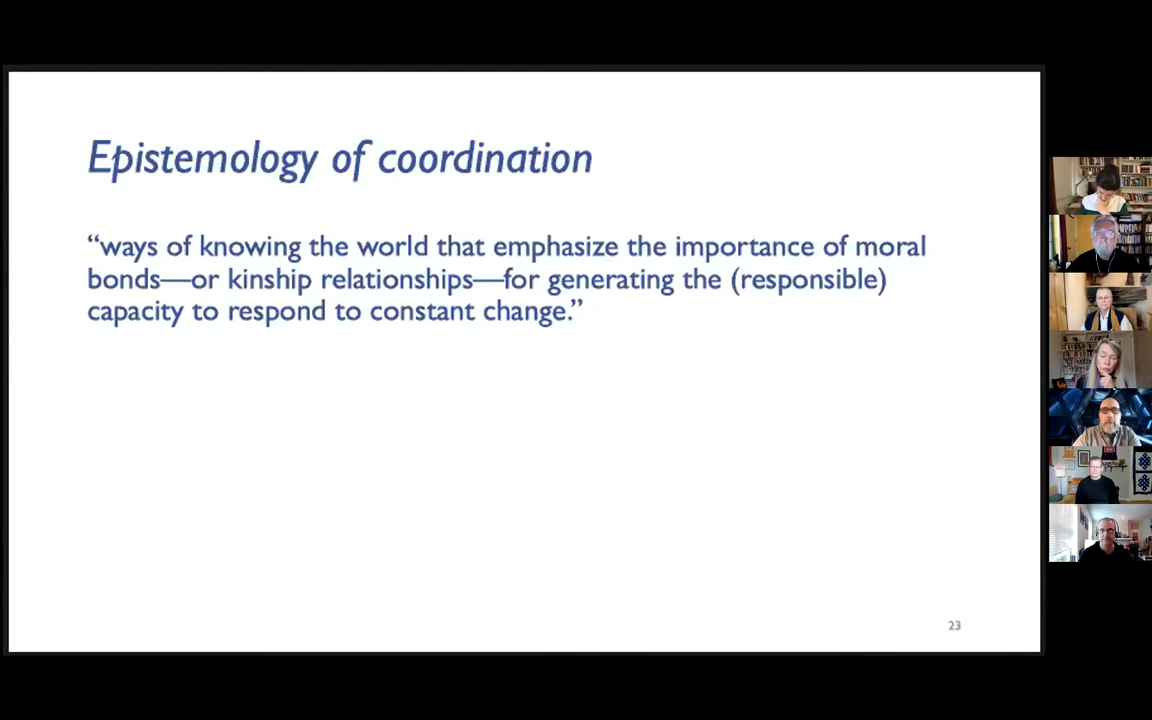 Epistemology of coordination
“ways of knowing the world that emphasize the importance of moral
bonds—or kinship relationships—for generating the (responsible)
capacity to respond to constant change.”
23